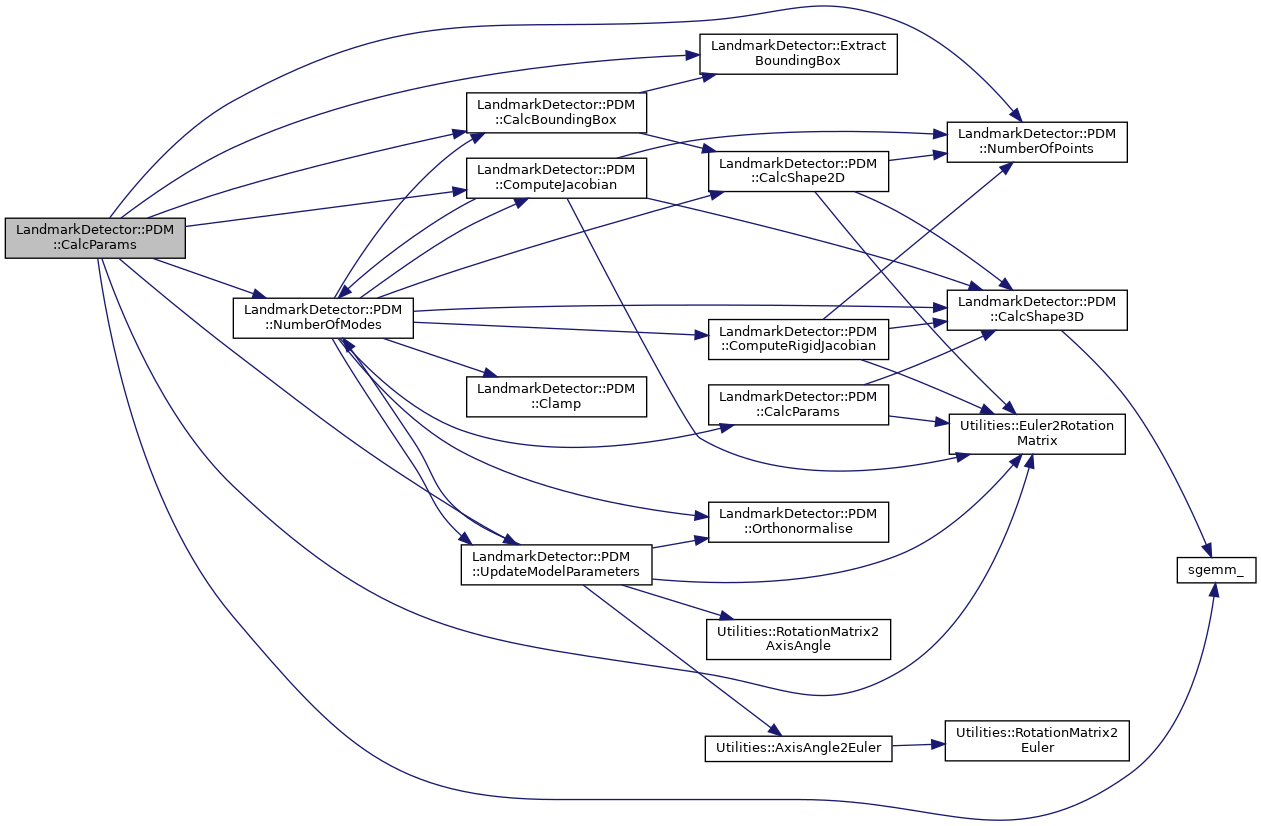 LandmarkDetector::PDM
::CalcParams
LandmarkDetector::PDM
::NumberOfModes
LandmarkDetector::PDM
::CalcBoundingBox
LandmarkDetector::PDM
::ComputeJacobian
LandmarkDetector::PDM
::Clamp
LandmarkDetector::PDM
::UpdateModelParameters
LandmarkDetector::Extract
BoundingBox
LandmarkDetector::PDM
::CalcShape2D
LandmarkDetector::PDM
::ComputeRigidJacobian
LandmarkDetector::PDM
::CalcParams
LandmarkDetector::PDM
::Orthonormalise
Utilities::RotationMatrix2
AxisAngle
Utilities::AxisAngle2Euler
LandmarkDetector::PDM
::NumberOfPoints
LandmarkDetector::PDM
::CalcShape3D
Utilities::Euler2Rotation
Matrix
Utilities::RotationMatrix2
Euler
sgemm_